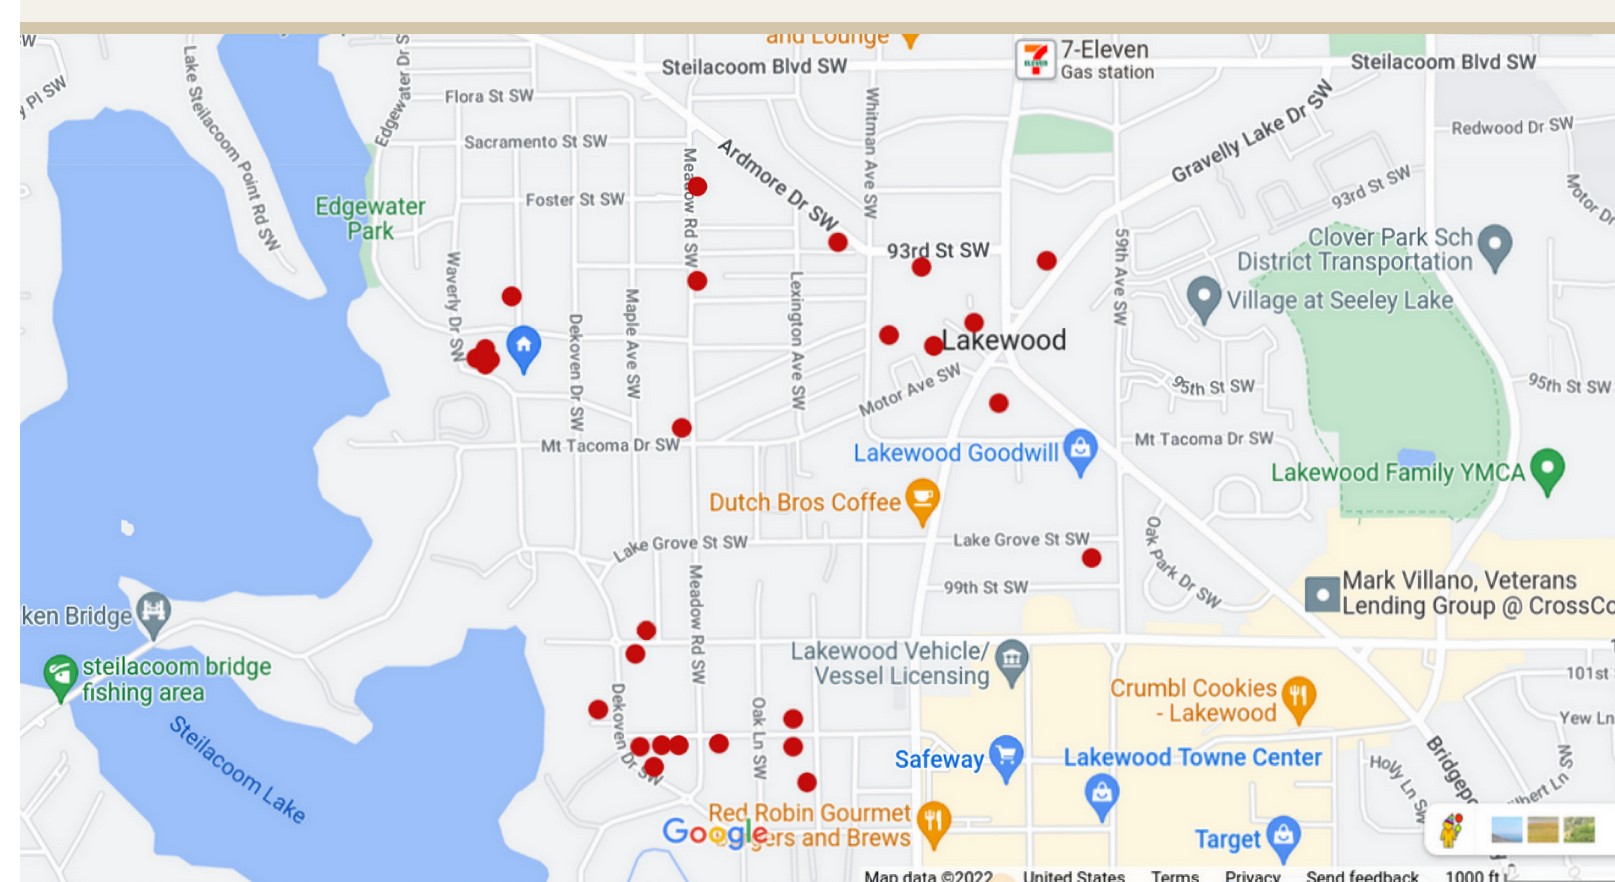 and Lounge
7-Eleven
Gas station
Steilacoom Blvd SW
Steilacoom Blvd SW
SW
Pl SW
Lake Steilacoom Point Rd SW
Edgewater Dr S
Flora St SW
Whitman Ave SW
Gravelly Lake Dr SW
Redwood Dr SW
Sacramento St SW
Ardmore Dr SW
Meadow Rd SW
Foster St SW
93rd St SW
Motor Dr
Edgewater
Park
93rd St SW
59th Ave SW
Clover Park Sch
District Transportation
Waverly Dr SW
Lexington Ave SW
Maple Ave SW
Dekoven Dr SW
Village at Seeley Lake
Lakewood
Motor Ave SW
95th St SW
95th St SW
Mt Tacoma Dr SW
Mt Tacoma Dr SW
Lakewood Goodwill
Lakewood Family YMCA
Dutch Bros Coffee
Lake Grove St SW
Lake Grove St SW
Oak Park Dr SW
99th St SW
Mark Villano, Veterans
Lending Group @ CrossCo
ken Bridge
Meadow Rd SW
steilacoom bridge
fishing area
Lakewood Vehicle/
Vessel Licensing
Crumbl Cookies
- Lakewood
101st
Yew Ln
Steilacoom Lake
Dekoven Dr SW
Oak Ln SW
Safeway
Lakewood Towne Center
Holly Ln SW
Bridgepo
Red Robin Gourmet
Google
ers and Brews
Target
Map data ©2022
United States
Terms
Privacy
Send feedback
1000 ft